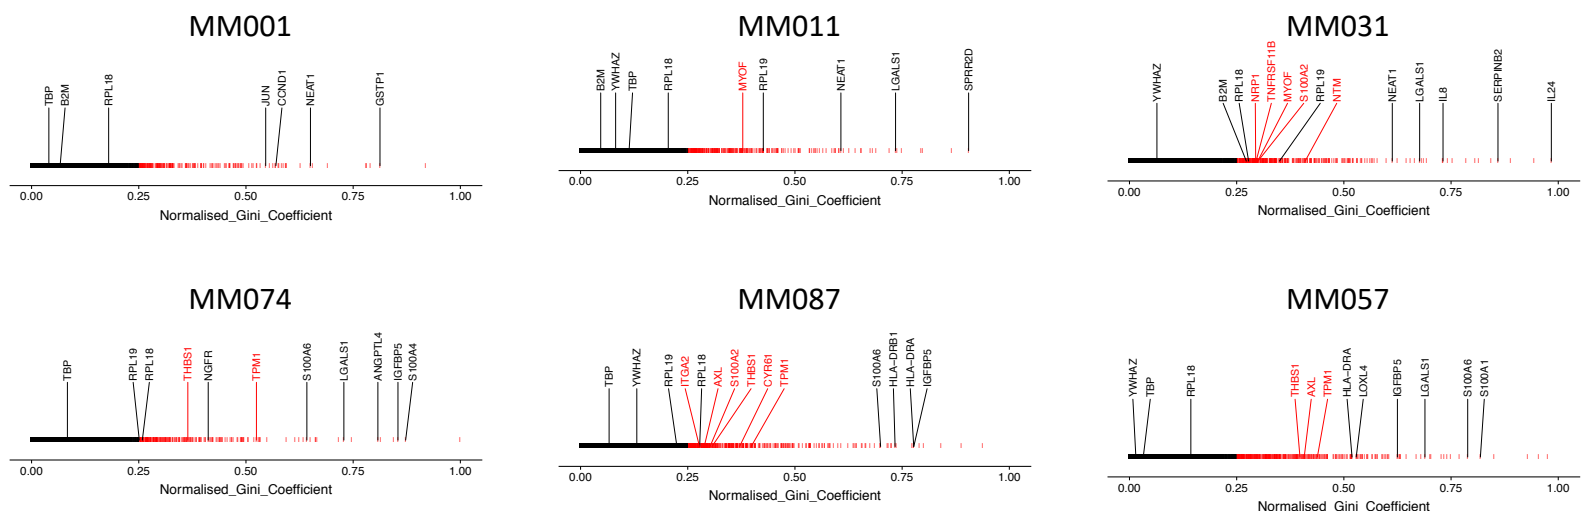 MM001
TBP
B2M
RPL18
JUN
CCND1
NEAT1
GSTP1
0.00 0.25 0.50 0.75 1.00
Normalised_Gini_Coefficient
MM011
B2M
YWHAZ
TBP
RPL18
MYOF
RPL19
NEAT1
LGALS1
SPRR2D
0.00 0.25 0.50 0.75 1.00
Normalised_Gini_Coefficient
MM031
YWHAZ
B2M
RPL18
NRP1
TNFRSF11B
MYOF
S100A2
RPL19
NTM
NEAT1
LGALS1
IL8
SERPINB2
IL24
0.00 0.25 0.50 0.75 1.00
Normalised_Gini_Coefficient
MM074
TBP
RPL19
RPL18
THBS1
NGFR
TPM1
S100A6
LGALS1
ANGPTL4
IGFBP5
S100A4
0.00 0.25 0.50 0.75 1.00
Normalised_Gini_Coefficient
MM087
TBP
YWHAZ
RPL19
ITGA2
RPL18
AXL
S100A2
THBS1
CYR61
TPM1
S100A6
HLA−DRB1
HLA−DRA
IGFBP5
0.00 0.25 0.50 0.75 1.00
Normalised_Gini_Coefficient
MM057
YWHAZ
TBP
RPL18
THBS1
AXL
TPM1
HLA−DRA
LOXL4
IGFBP5
LGALS1
S100A6
S100A1
0.00 0.25 0.50 0.75 1.00
Normalised_Gini_Coefficient